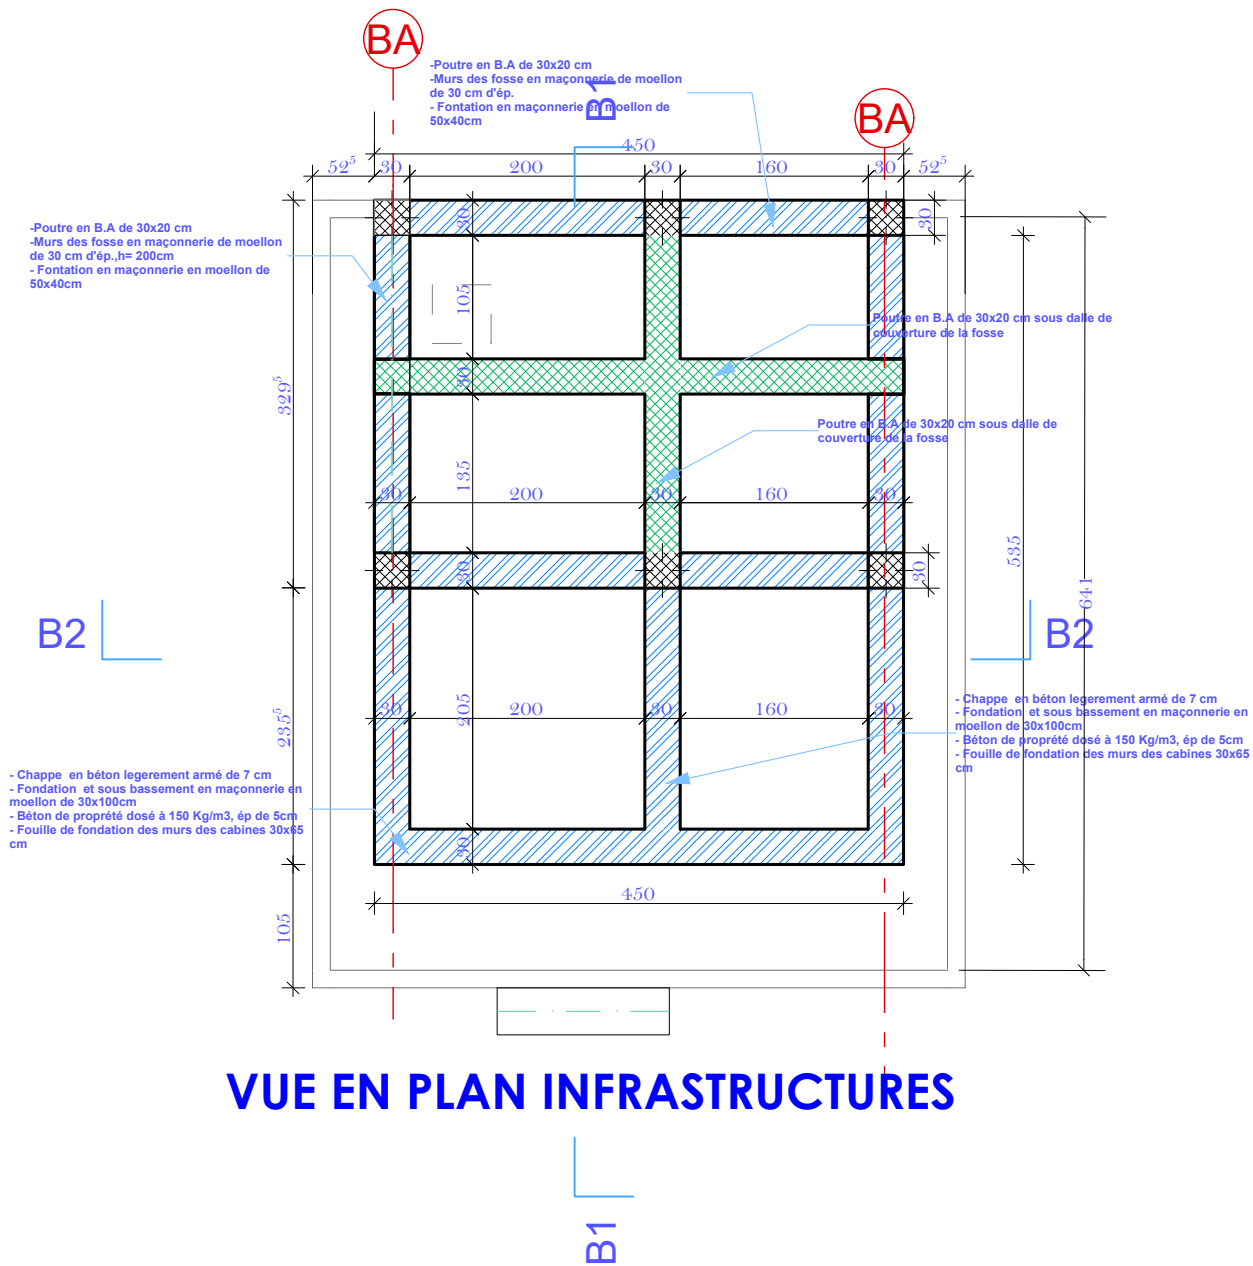 BA
-Poutre en B.A de 30x20 cm
-Murs des fosse en maçonnerie de moellon
de 30 cm d'ép.
- Fontation en maçonnerie en moellon de
50x40cm
B1
BA
450
52⁵ 30 200 30 160 30 52⁵
-Poutre en B.A de 30x20 cm
-Murs des fosse en maçonnerie de moellon
de 30 cm d'ép.,h= 200cm
- Fontation en maçonnerie en moellon de
50x40cm
30
30
105
Poutre en B.A de 30x20 cm sous dalle de
couverture de la fosse
30
329⁵
Poutre en B.A de 30x20 cm sous dalle de
couverture de la fosse
135
30 200 30 160 30
535
30
30
641
B2
B2
205
30 200 30 160 30
235⁵
- Chappe en béton legerement armé de 7 cm
- Fondation et sous bassement en maçonnerie en
moellon de 30x100cm
- Béton de proprété dosé à 150 Kg/m3, ép de 5cm
- Fouille de fondation des murs des cabines 30x65
cm
- Chappe en béton legerement armé de 7 cm
- Fondation et sous bassement en maçonnerie en
moellon de 30x100cm
- Béton de proprété dosé à 150 Kg/m3, ép de 5cm
- Fouille de fondation des murs des cabines 30x65
cm
30
450
105
VUE EN PLAN INFRASTRUCTURES
B1